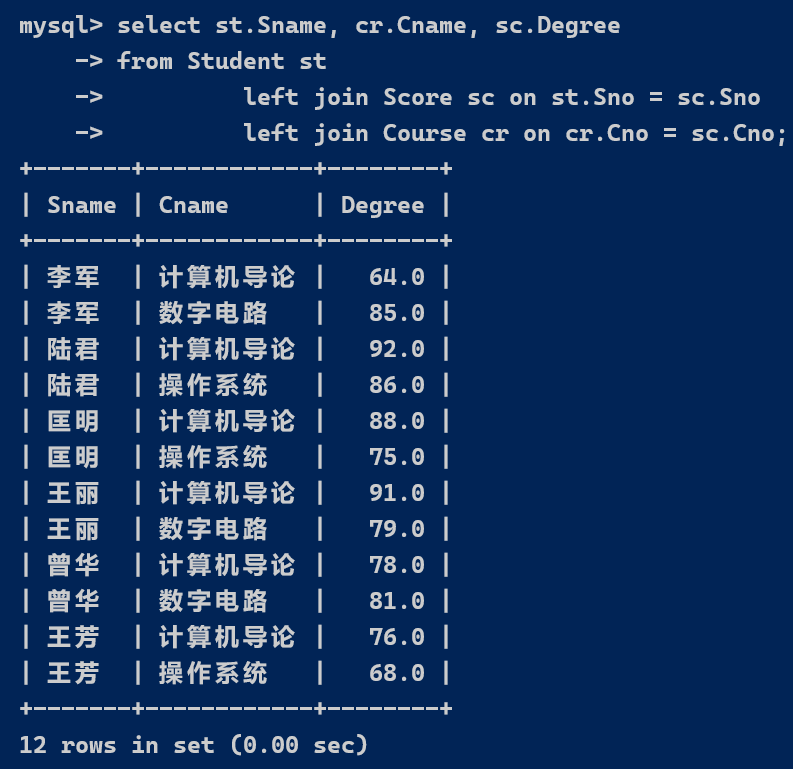 mysql> select st.Sname, cr.Cname, sc.Degree
    -> from Student st
    ->          left join Score sc on st.Sno = sc.Sno
    ->          left join Course cr on cr.Cno = sc.Cno;
+-------+------------+--------+
| Sname | Cname      | Degree |
+-------+------------+--------+
| 李军  | 计算机导论 |   64.0 |
| 李军  | 数字电路   |   85.0 |
| 陆君  | 计算机导论 |   92.0 |
| 陆君  | 操作系统   |   86.0 |
| 匡明  | 计算机导论 |   88.0 |
| 匡明  | 操作系统   |   75.0 |
| 王丽  | 计算机导论 |   91.0 |
| 王丽  | 数字电路   |   79.0 |
| 曾华  | 计算机导论 |   78.0 |
| 曾华  | 数字电路   |   81.0 |
| 王芳  | 计算机导论 |   76.0 |
| 王芳  | 操作系统   |   68.0 |
+-------+------------+--------+
12 rows in set (0.00 sec)